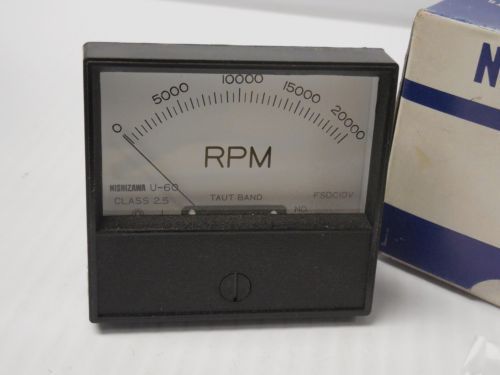 0 5000 10000 15000 20000
RPM
NISHIZAWA U-60
CLASS 2.5
TAUT BAND
FSDC10V
NO.
N